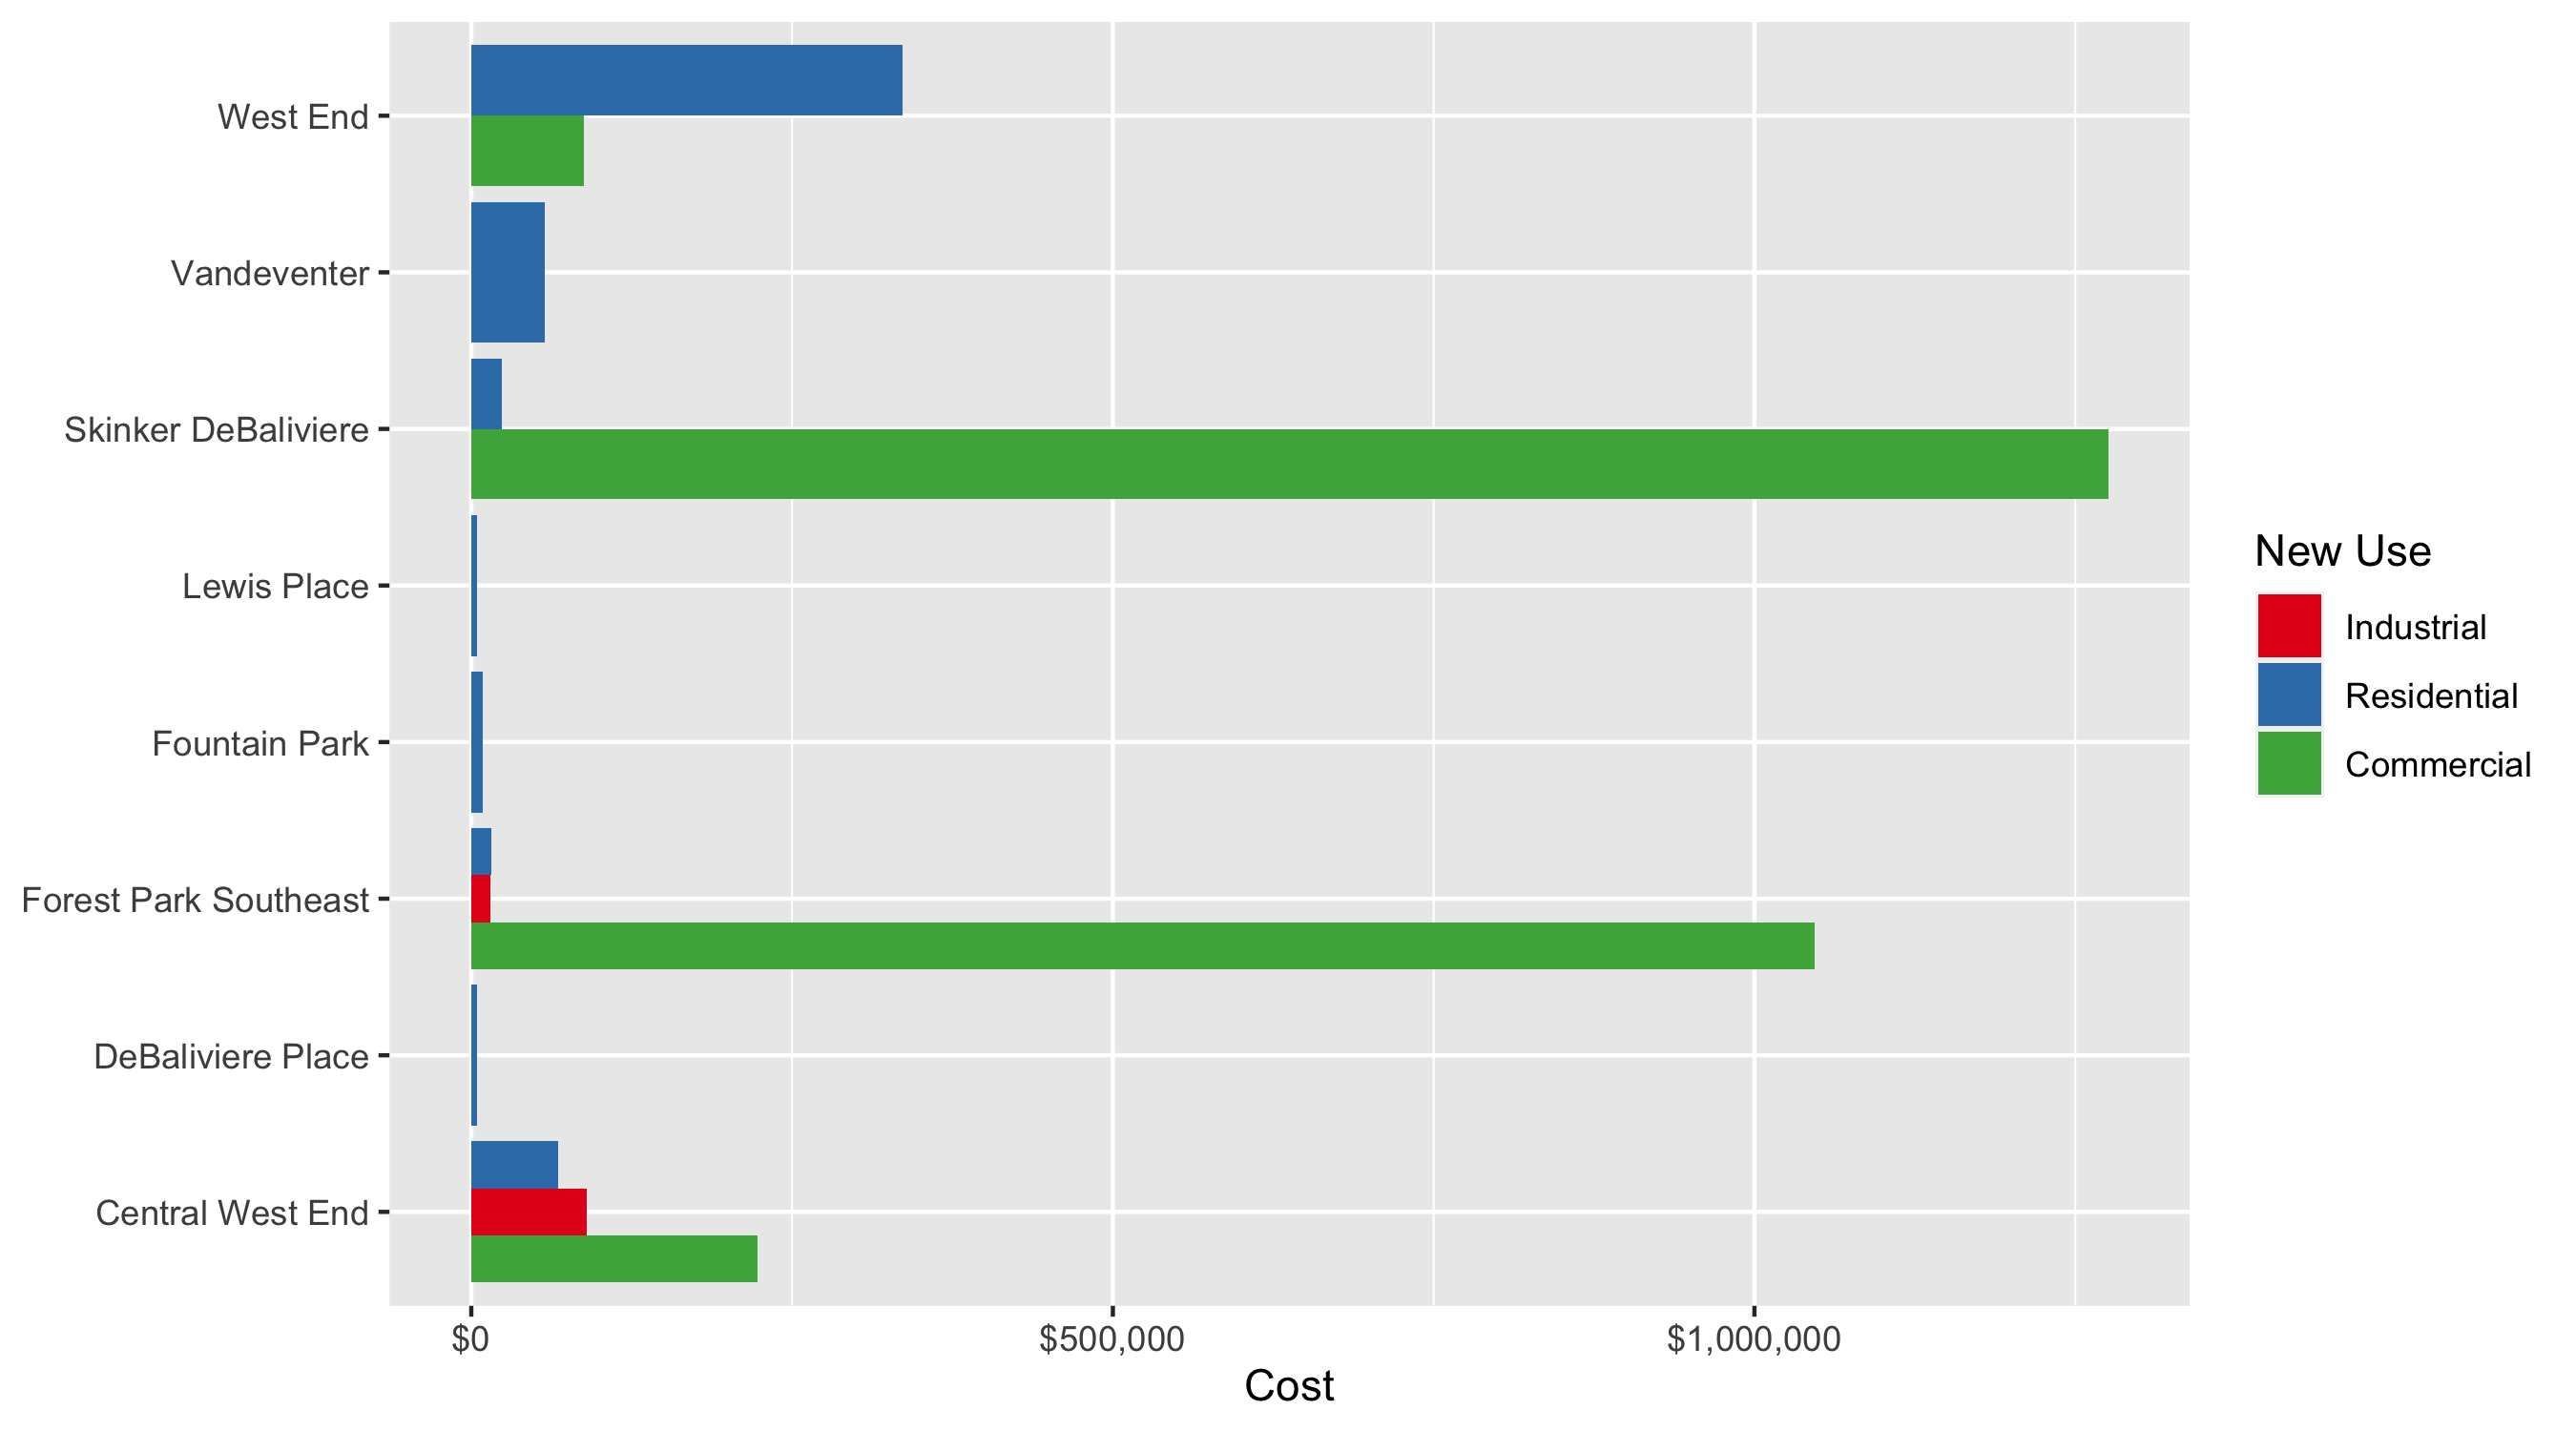 West End
Vandeventer
Skinker DeBaliviere
Lewis Place
Fountain Park
Forest Park Southeast
DeBaliviere Place
Central West End
$0
$500,000
$1,000,000
Cost
New Use
Industrial
Residential
Commercial